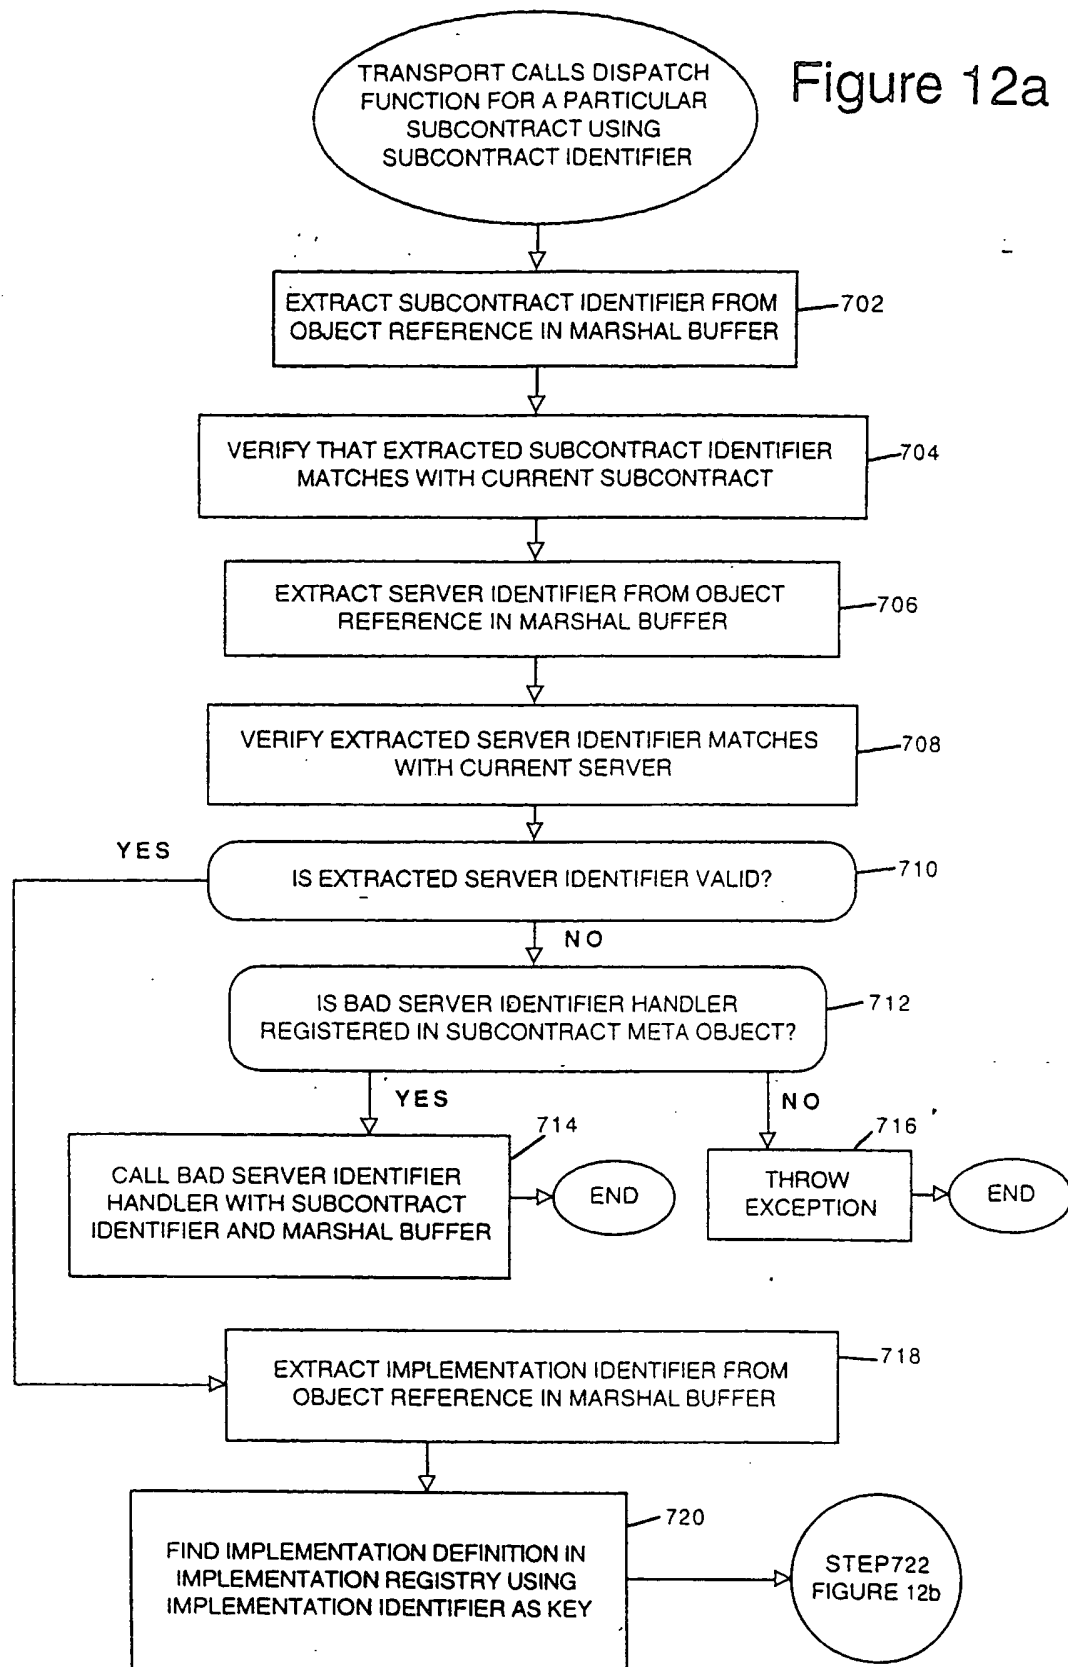 Figure 12a
TRANSPORT CALLS DISPATCH
FUNCTION FOR A PARTICULAR
SUBCONTRACT USING
SUBCONTRACT IDENTIFIER
EXTRACT SUBCONTRACT IDENTIFIER FROM
OBJECT REFERENCE IN MARSHAL BUFFER
702
VERIFY THAT EXTRACTED SUBCONTRACT IDENTIFIER
MATCHES WITH CURRENT SUBCONTRACT
704
EXTRACT SERVER IDENTIFIER FROM OBJECT
REFERENCE IN MARSHAL BUFFER
706
VERIFY EXTRACTED SERVER IDENTIFIER MATCHES
WITH CURRENT SERVER
708
YES
IS EXTRACTED SERVER IDENTIFIER VALID?
710
NO
IS BAD SERVER IDENTIFIER HANDLER
REGISTERED IN SUBCONTRACT META OBJECT?
712
YES
NO
714
CALL BAD SERVER IDENTIFIER
HANDLER WITH SUBCONTRACT
IDENTIFIER AND MARSHAL BUFFER
END
716
THROW
EXCEPTION
END
EXTRACT IMPLEMENTATION IDENTIFIER FROM
OBJECT REFERENCE IN MARSHAL BUFFER
718
FIND IMPLEMENTATION DEFINITION IN
IMPLEMENTATION REGISTRY USING
IMPLEMENTATION IDENTIFIER AS KEY
720
STEP722
FIGURE 12b